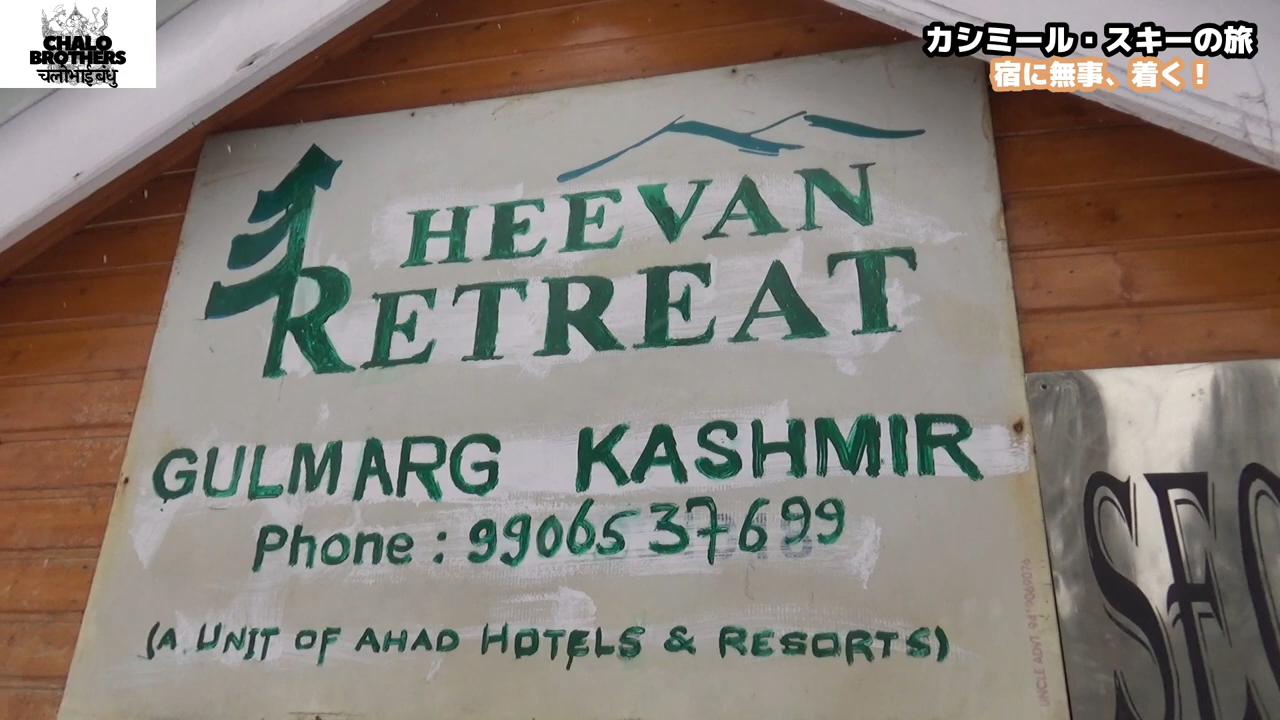 CHALO
BROTHERS
चलो भाई बंधु
カシミール・スキーの旅
宿に無事、着く！
HEEVAN
RETREAT
GULMARG KASHMIR
Phone : 9906537699
(A UNIT OF AHAD HOTELS & RESORTS)
SEC